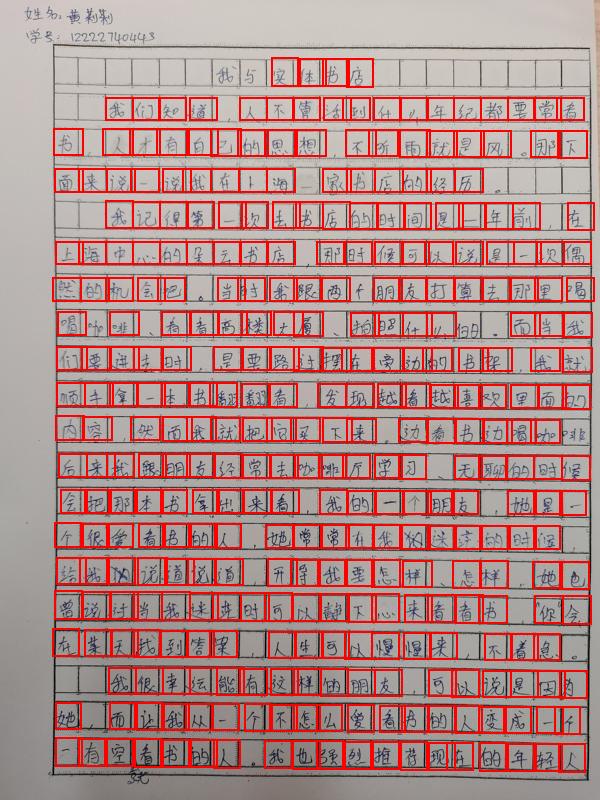 姓名：黄莉莉
学号：12222740443
我与实体书店
我们知道，人不管活到什么年纪都要常看
书，人才有自己的思想，不听雨就是风。那下
面来说一说我在上海一家书店的经历。
我记得第一次去书店的时间是一年前，在
上海中心的朵云书店，那时候可以说是一次偶
然的机会吧。当时我跟两个朋友打算去那里喝
喝咖啡、看看高楼大厦、拍照什么的。而当我
们要进去时，是要路过摆在旁边的书架，我就
顺手拿一本书翻翻看，发现越看越喜欢里面的
内容，然而我就把它买下来。边看书边喝咖啡
后来我跟朋友经常去咖啡厅学习、无聊的时候
会把那本书拿出来看，我的一个朋友，她是一
个很爱看书的人，她常常在我的时候
给我说道说道，开导我要怎样、怎样，她也
曾说过当我迷茫时可以静下心来看看书，“你”会
在某天找到答案，人生可以慢慢来，不着急。
我很幸运能有这样的朋友，可以说是因为
她，而让我从一个不怎么爱看书的人变成一个
一有空看书的人。我也强烈推荐现在的年轻人
就